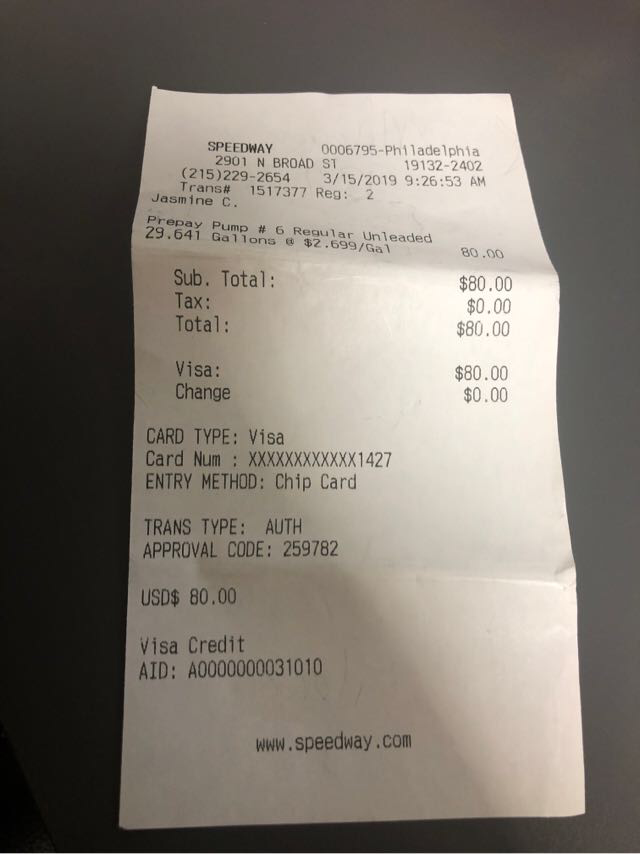 SPEEDWAY 0006795-Philadelphia
2901 N BROAD ST 19132-2402
(215)229-2654 3/15/2019 9:26:53 AM
Trans# 1517377 Reg: 2
Jasmine C.
Prepay Pump # 6 Regular Unleaded
29.641 Gallons @ $2.699/Gal 80.00
Sub. Total: $80.00
Tax: $0.00
Total: $80.00
Visa: $80.00
Change $0.00
CARD TYPE: Visa
Card Num : XXXXXXXXXXXX1427
ENTRY METHOD: Chip Card
TRANS TYPE: AUTH
APPROVAL CODE: 259782
USD$ 80.00
Visa Credit
AID: A0000000031010
www.speedway.com